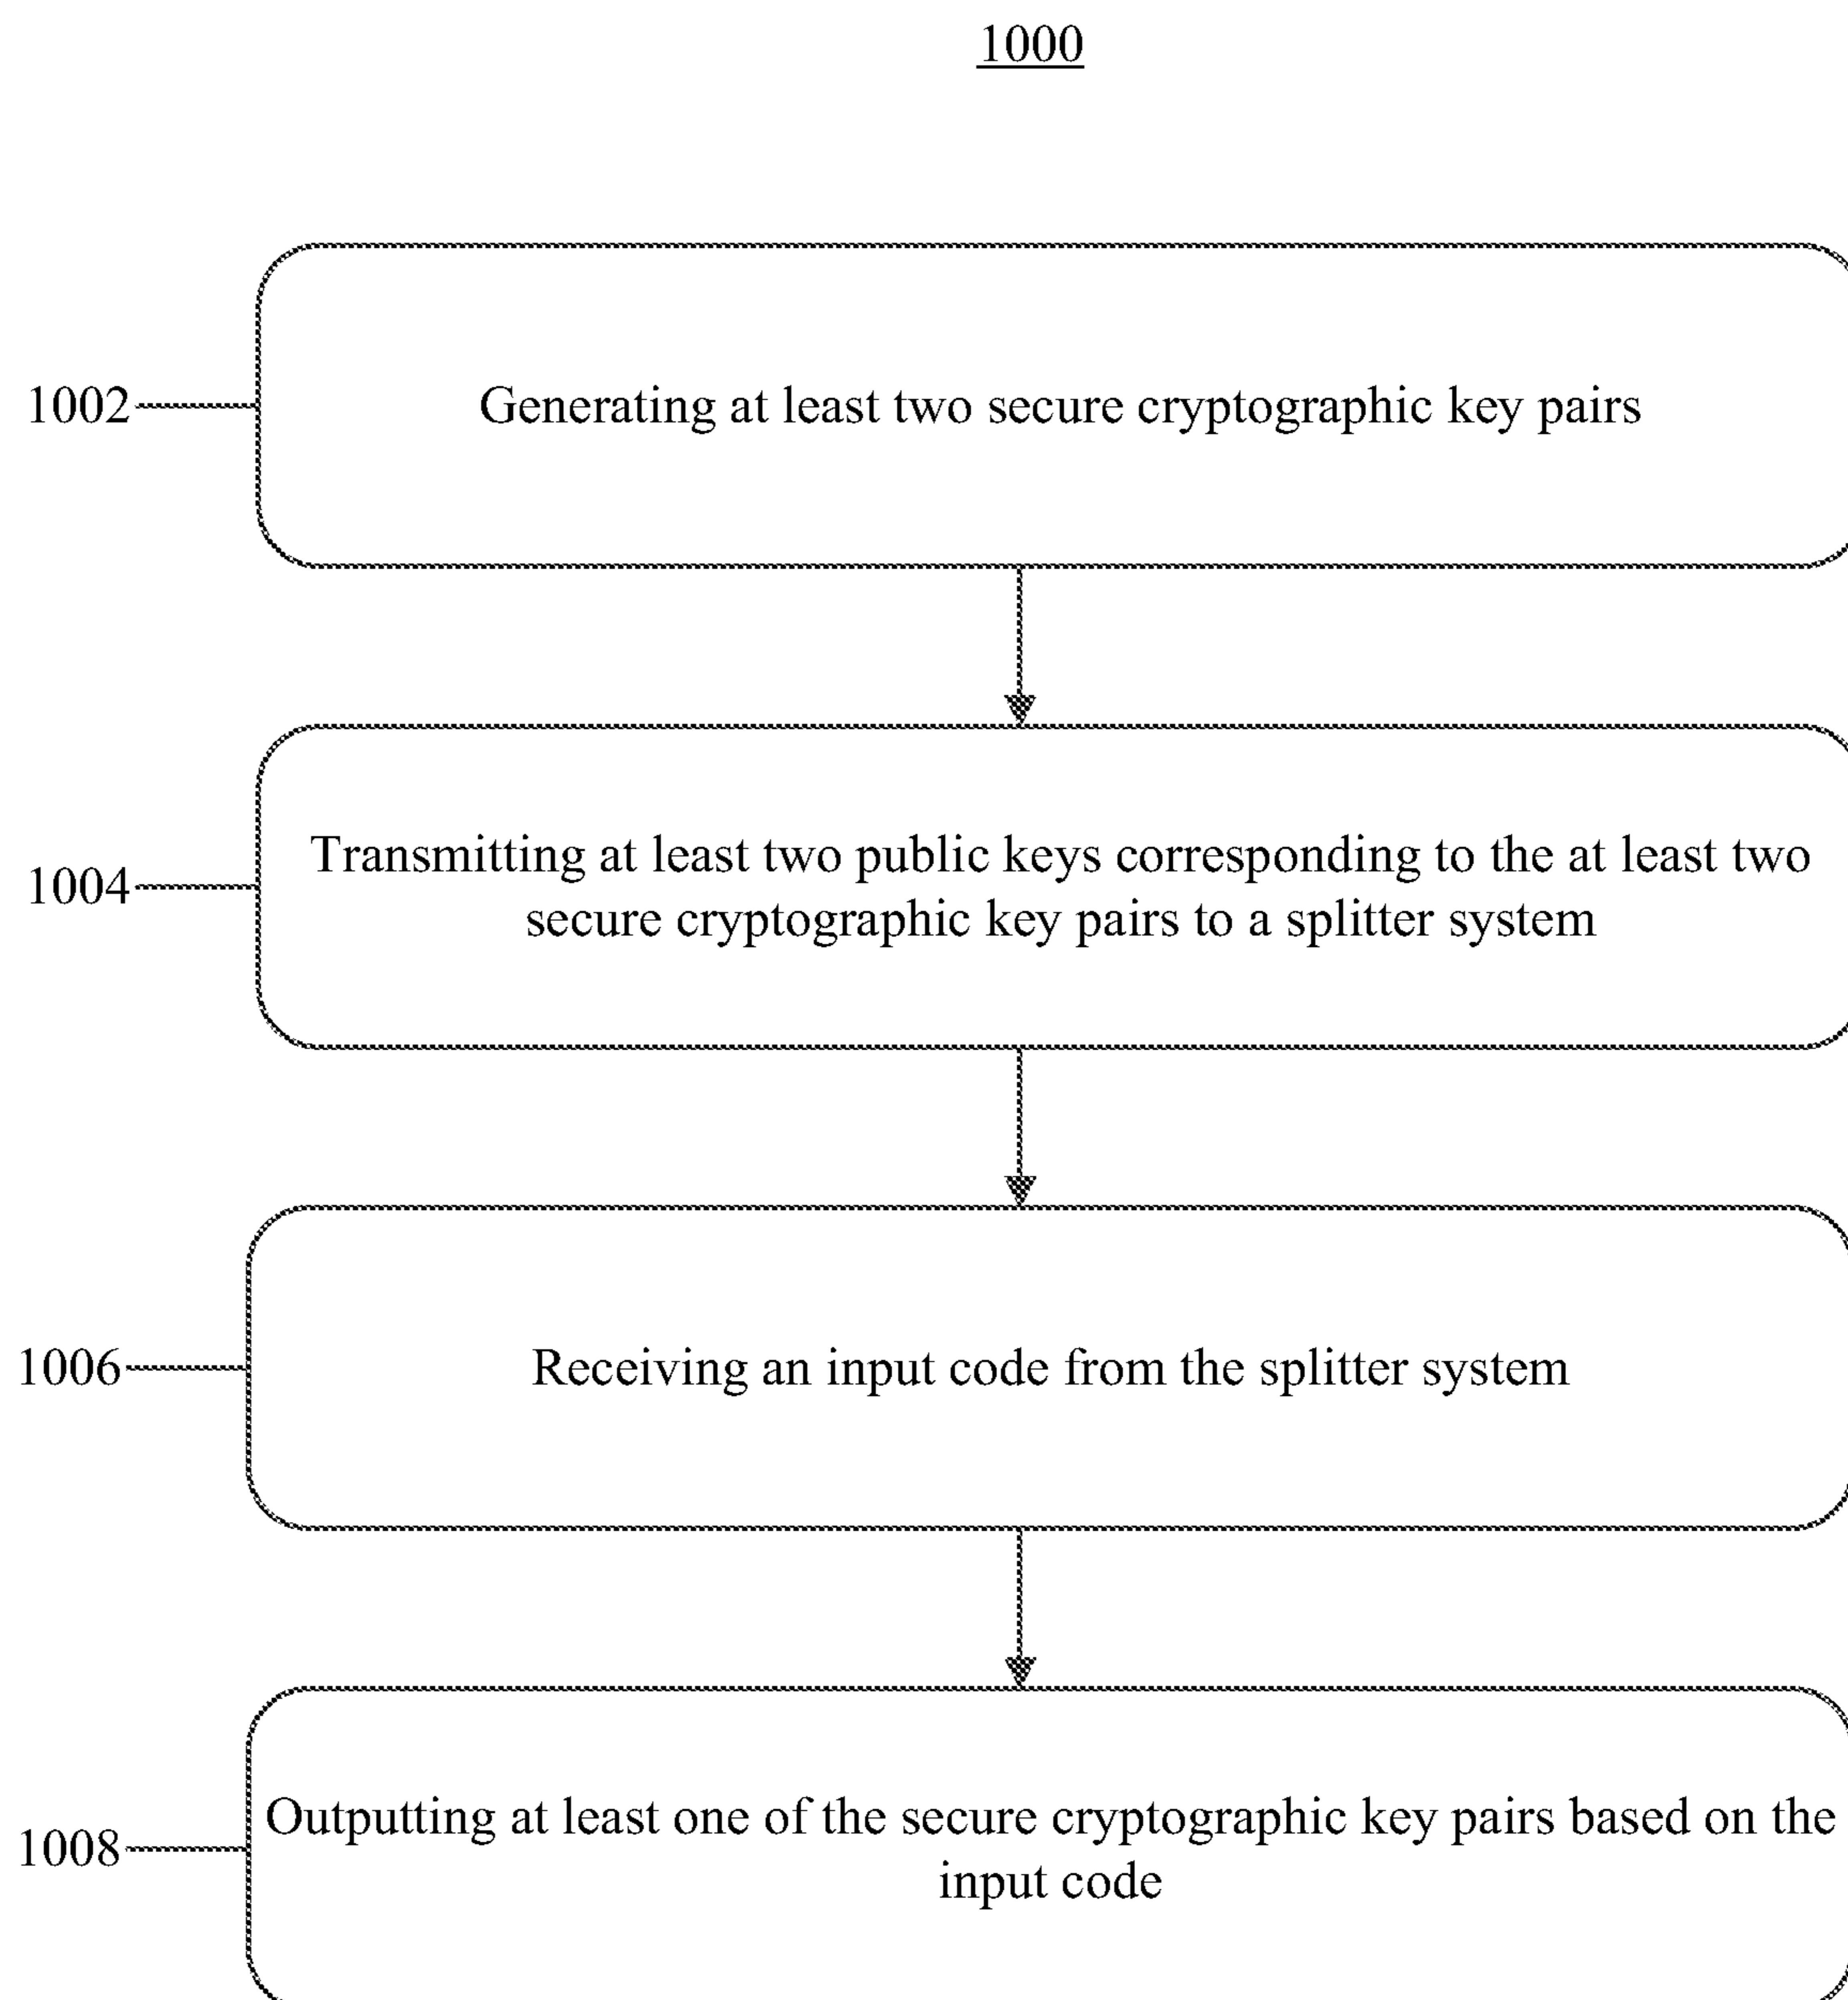 1000
1002
Generating at least two secure cryptographic key pairs
1004
Transmitting at least two public keys corresponding to the at least two
secure cryptographic key pairs to a splitter system
1006
Receiving an input code from the splitter system
1008
Outputting at least one of the secure cryptographic key pairs based on the
input code